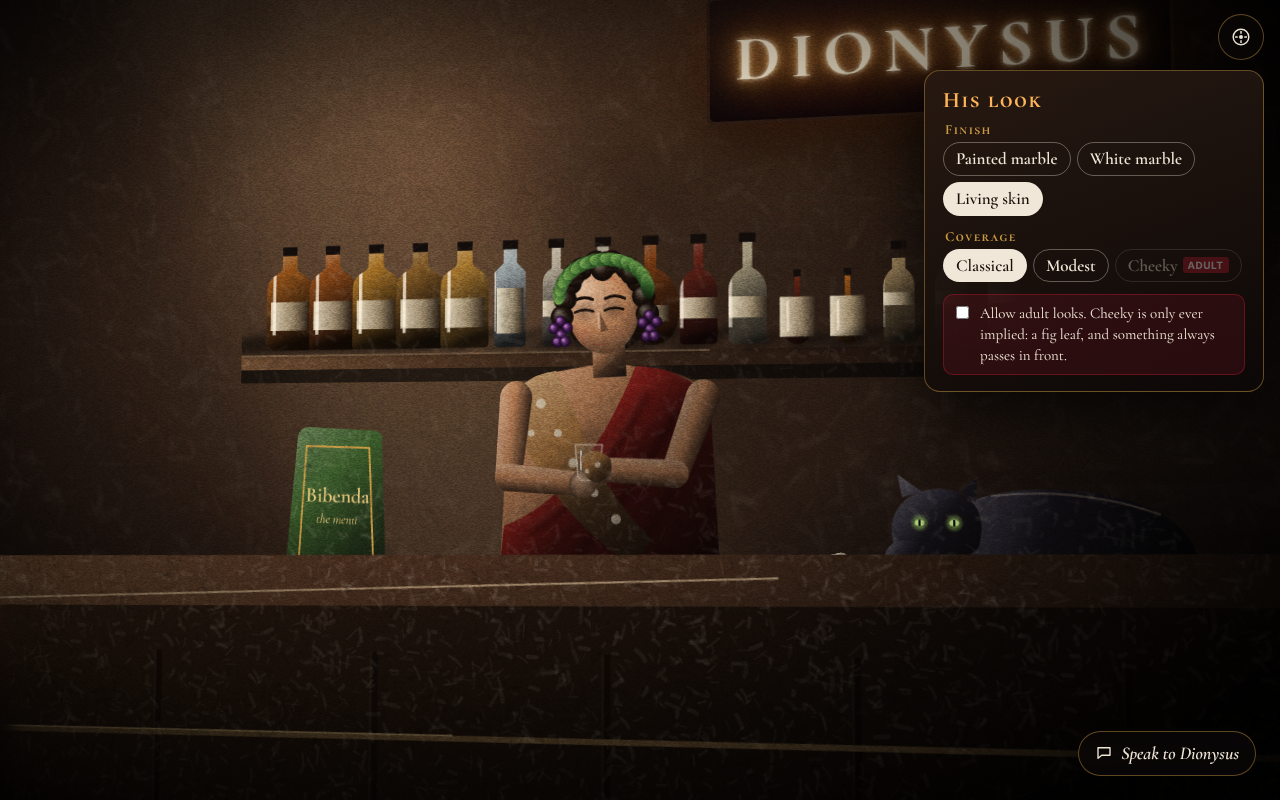 DIONYSUS
His look
Finish
Painted marble
White marble
Living skin
Coverage
Classical
Modest
Cheeky ADULT
Allow adult looks. Cheeky is only ever
implied: a fig leaf, and something always
passes in front.
Bibenda
the menu
Speak to Dionysus